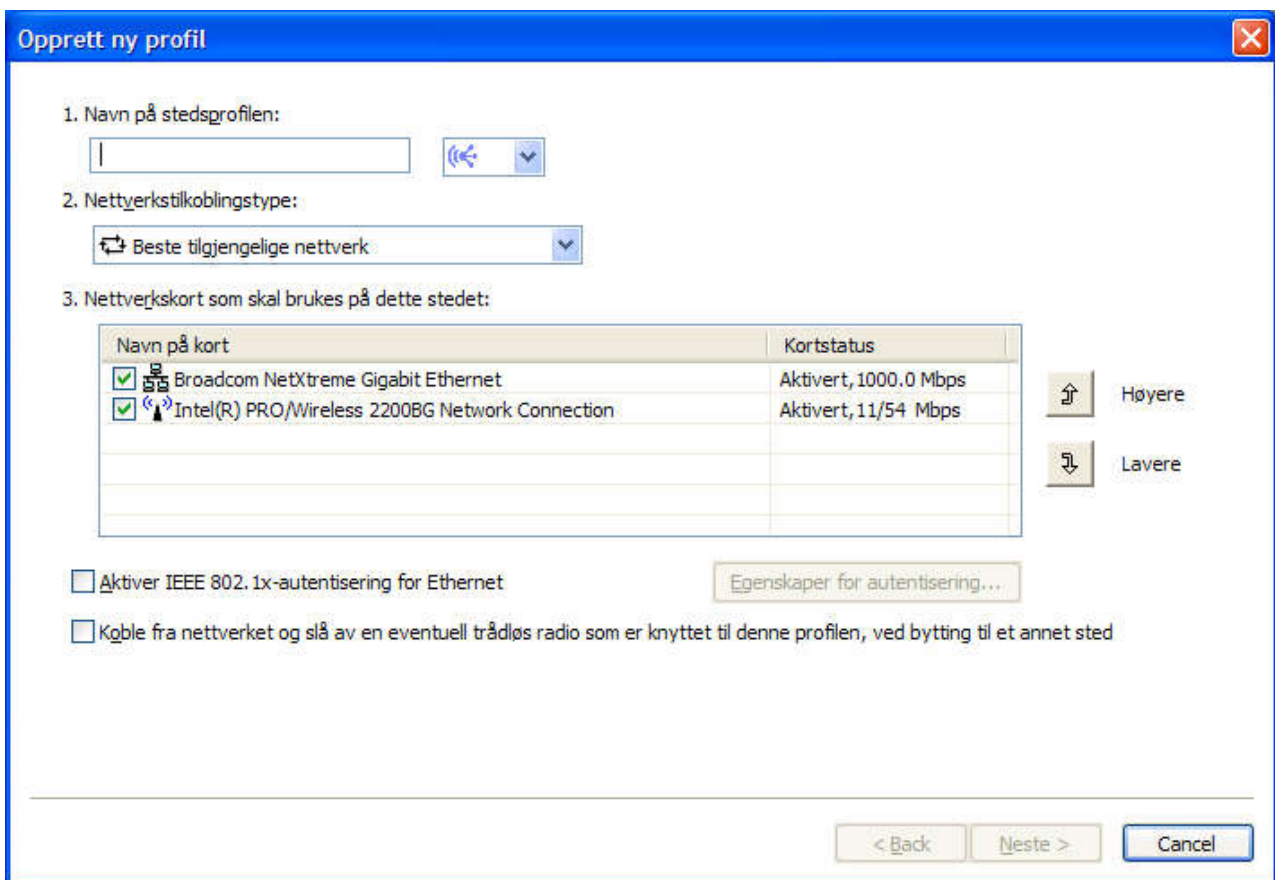 Opprett ny profil
1. Navn på stedsprofilen:
2. Nettverkstilkoblingstype:
Beste tilgjengelige nettverk
3. Nettverkskort som skal brukes på dette stedet:
Navn på kort Kortstatus
Broadcom NetXtreme Gigabit Ethernet Aktivert,1000.0 Mbps
Intel(R) PRO/Wireless 2200BG Network Connection Aktivert,11/54 Mbps
Høyere
Lavere
Aktiver IEEE 802.1x-autentisering for Ethernet Egenskaper for autentisering...
Koble fra nettverket og slå av en eventuell trådløs radio som er knyttet til denne profilen, ved bytting til et annet sted
< Back Neste > Cancel